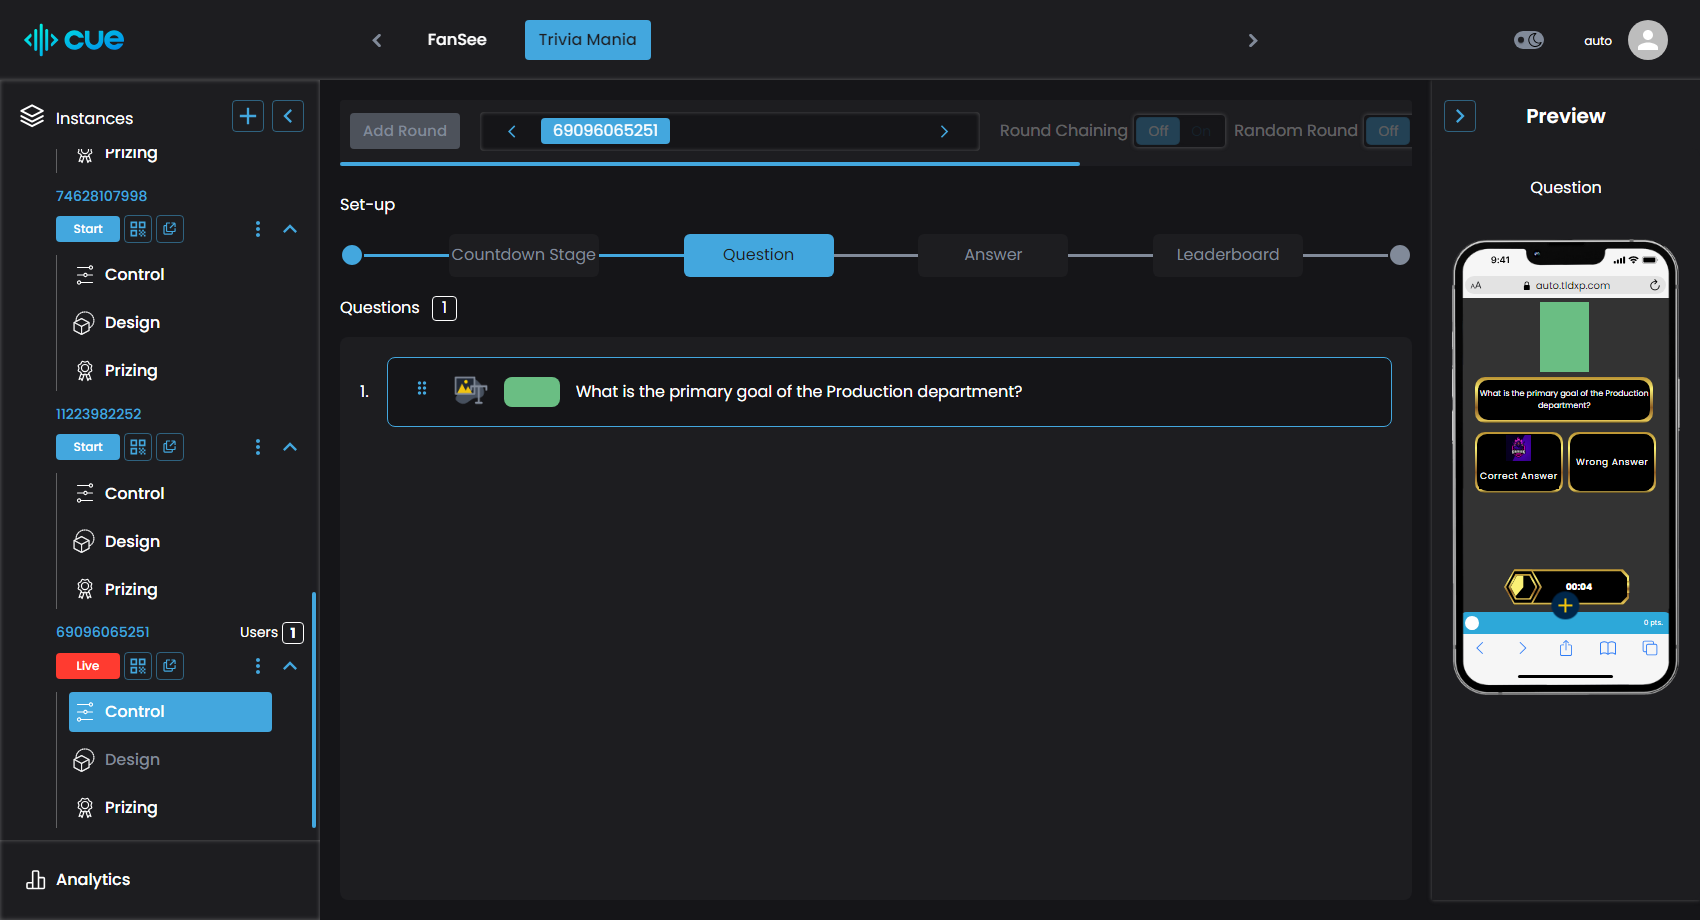 cue
FanSee
Trivia Mania
auto
Instances
Prizing
74628107998
Start
Control
Design
Prizing
11223982252
Start
Control
Design
Prizing
69096065251
Users 1
Live
Control
Design
Prizing
Analytics
Add Round
69096065251
Round Chaining
Off
On
Random Round
Off
Set-up
Countdown Stage
Question
Answer
Leaderboard
Questions 1
1.
What is the primary goal of the Production department?
Preview
Question
9:41
AA
auto.tldxp.com
What is the primary goal of the Production
department?
Correct Answer
Wrong Answer
00:04
0 pts.